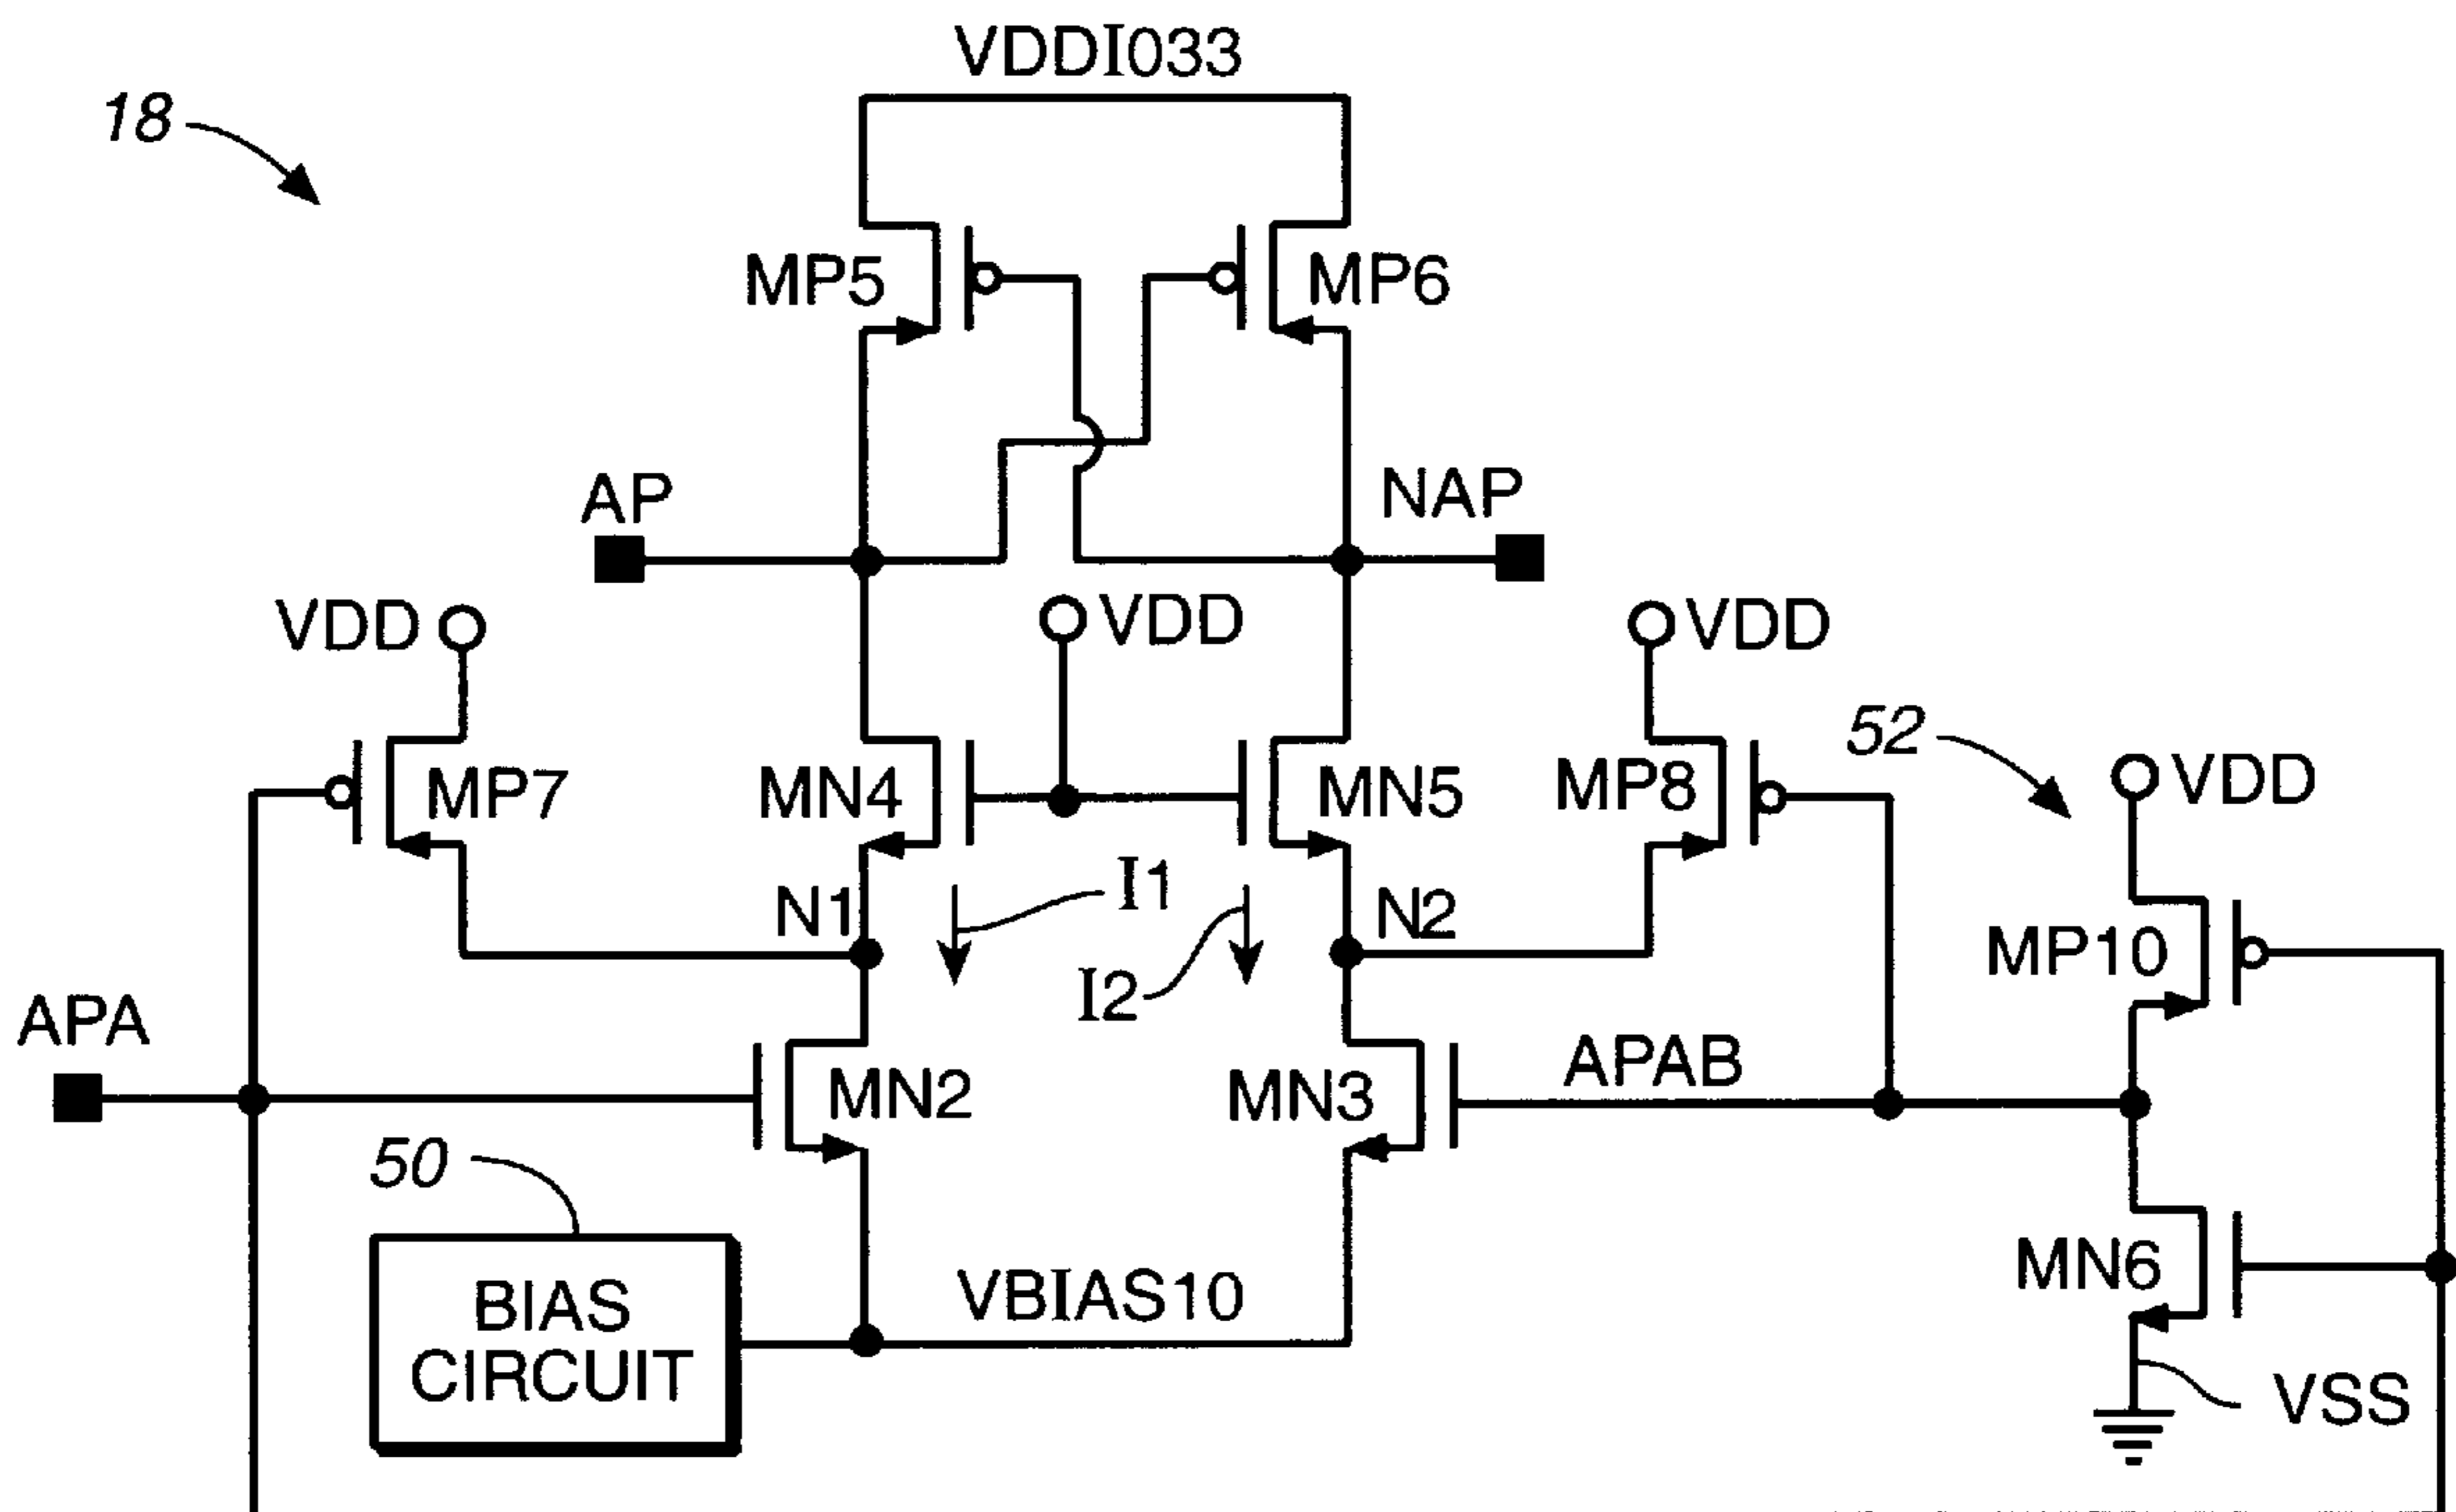 VDDIO33
18
MP5
MP6
AP
NAP
VDD
VDD
VDD
52
MP7
MN4
MN5
MP8
VDD
I1
N1
N2
MP10
I2
APA
APAB
MN2
MN3
50
MN6
BIAS
CIRCUIT
VBIAS10
VSS